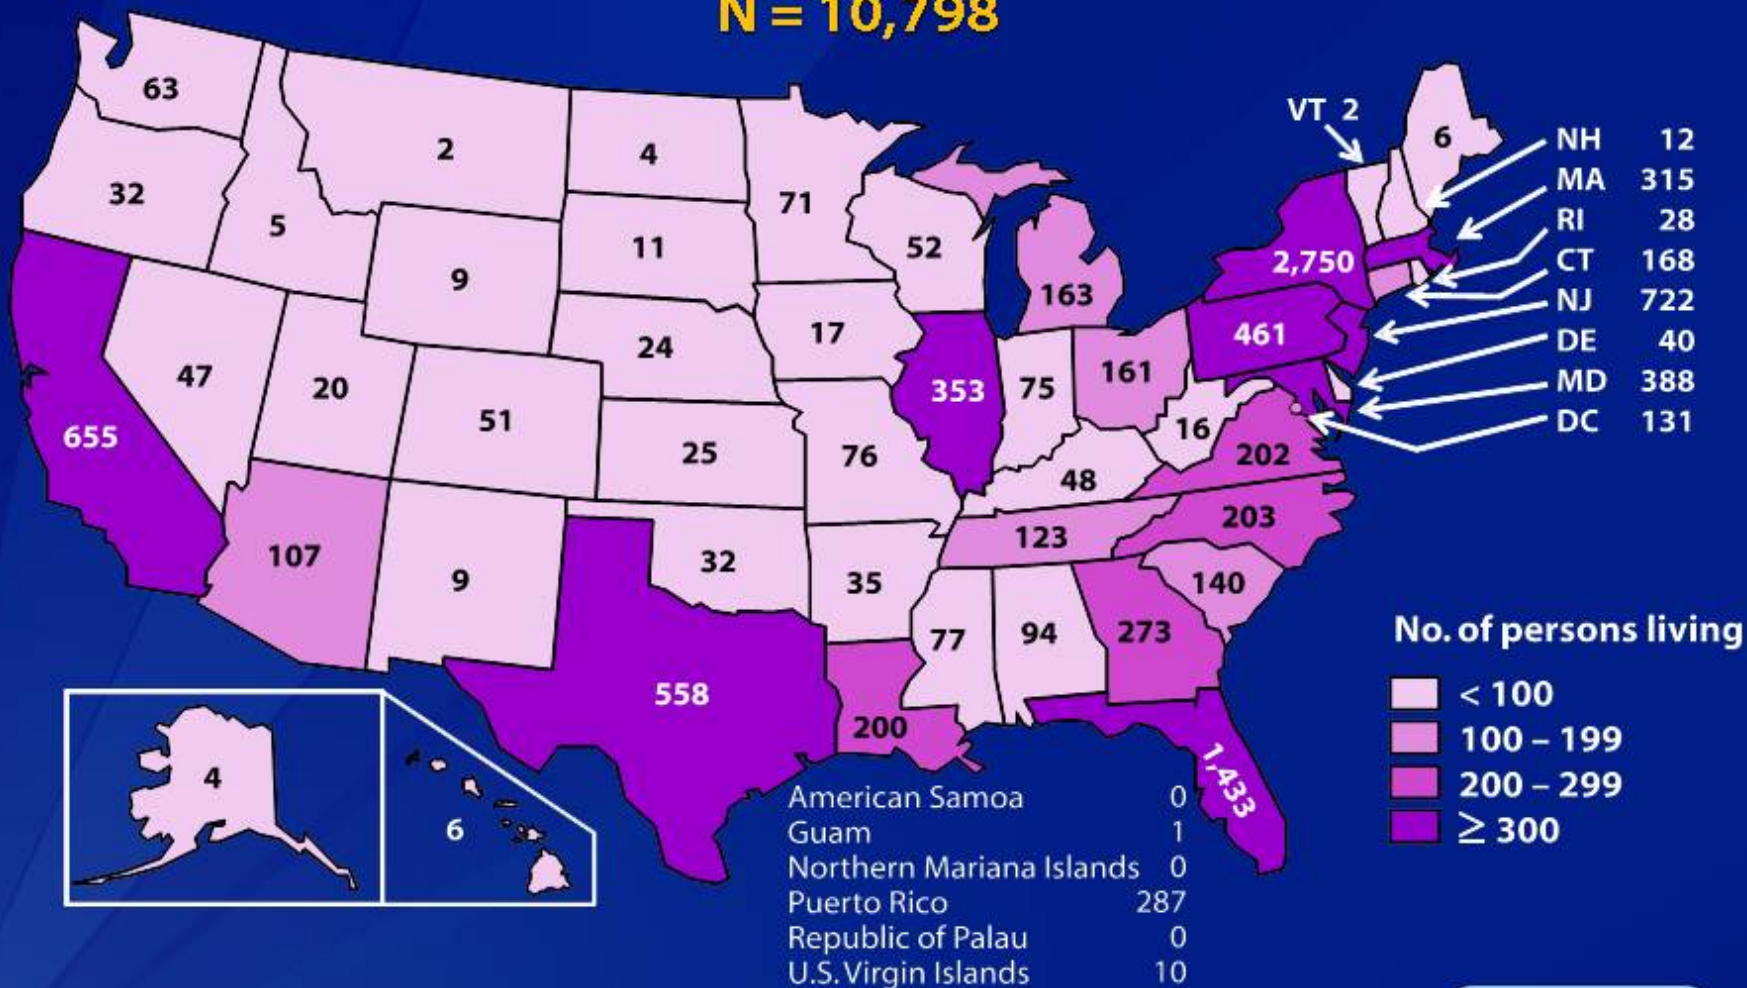 N = 10,798
63
2
4
VT 2
6
NH 12
32
5
71
MA 315
11
52
RI 28
9
2,750
CT 168
163
NJ 722
24
17
461
DE 40
47
20
353
75
161
MD 388
655
51
16
DC 131
25
76
48
202
107
32
123
203
9
35
140
77
94
273
No. of persons living
558
200
< 100
100 – 199
200 – 299
≥ 300
4
6
1,433
American Samoa 0
Guam 1
Northern Mariana Islands 0
Puerto Rico 287
Republic of Palau 0
U.S. Virgin Islands 10